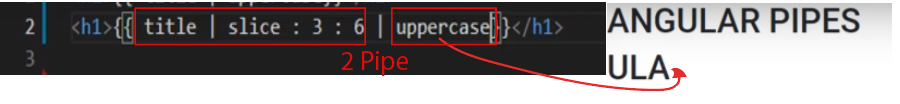 2 <h1>{{ title | slice : 3 : 6 | uppercase}}</h1>
3
2 Pipe
ANGULAR PIPES
ULA